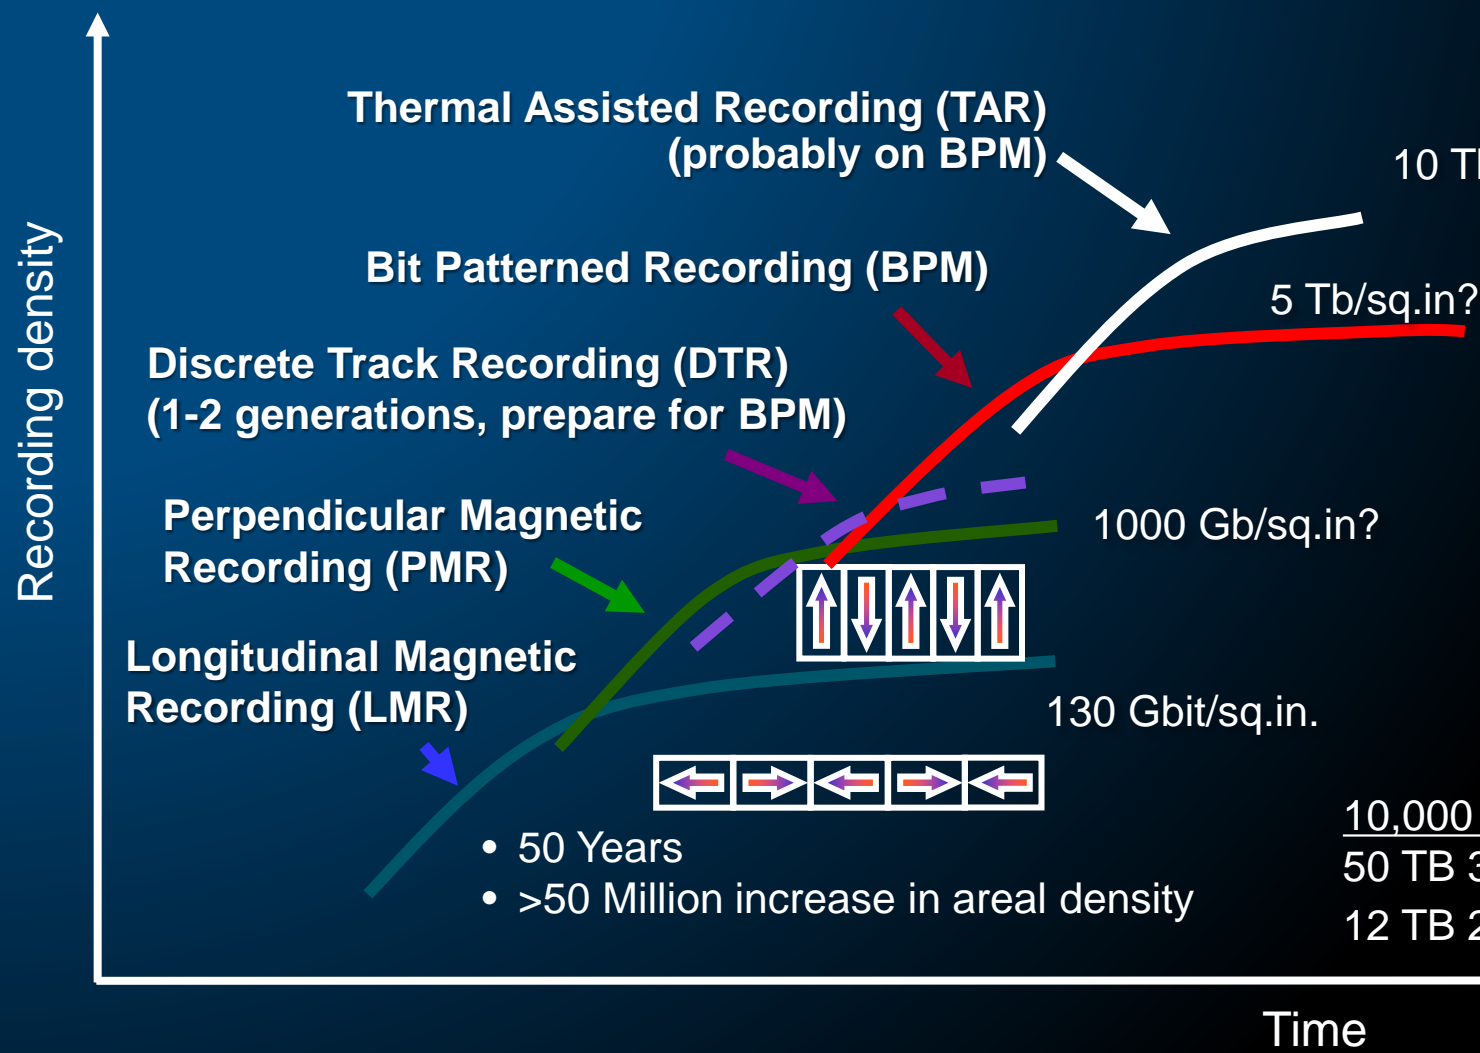 Thermal Assisted Recording (TAR)
(probably on BPM)
10
Bit Patterned Recording (BPM)
5 Tb/sq.in?
Discrete Track Recording (DTR)
(1-2 generations, prepare for BPM)
Perpendicular Magnetic
Recording (PMR)
1000 Gb/sq.in?
Longitudinal Magnetic
Recording (LMR)
130 Gbit/sq.in.
• 50 Years
• >50 Million increase in areal density
10,000
50 TB 3
12 TB 2
Recording density
Time